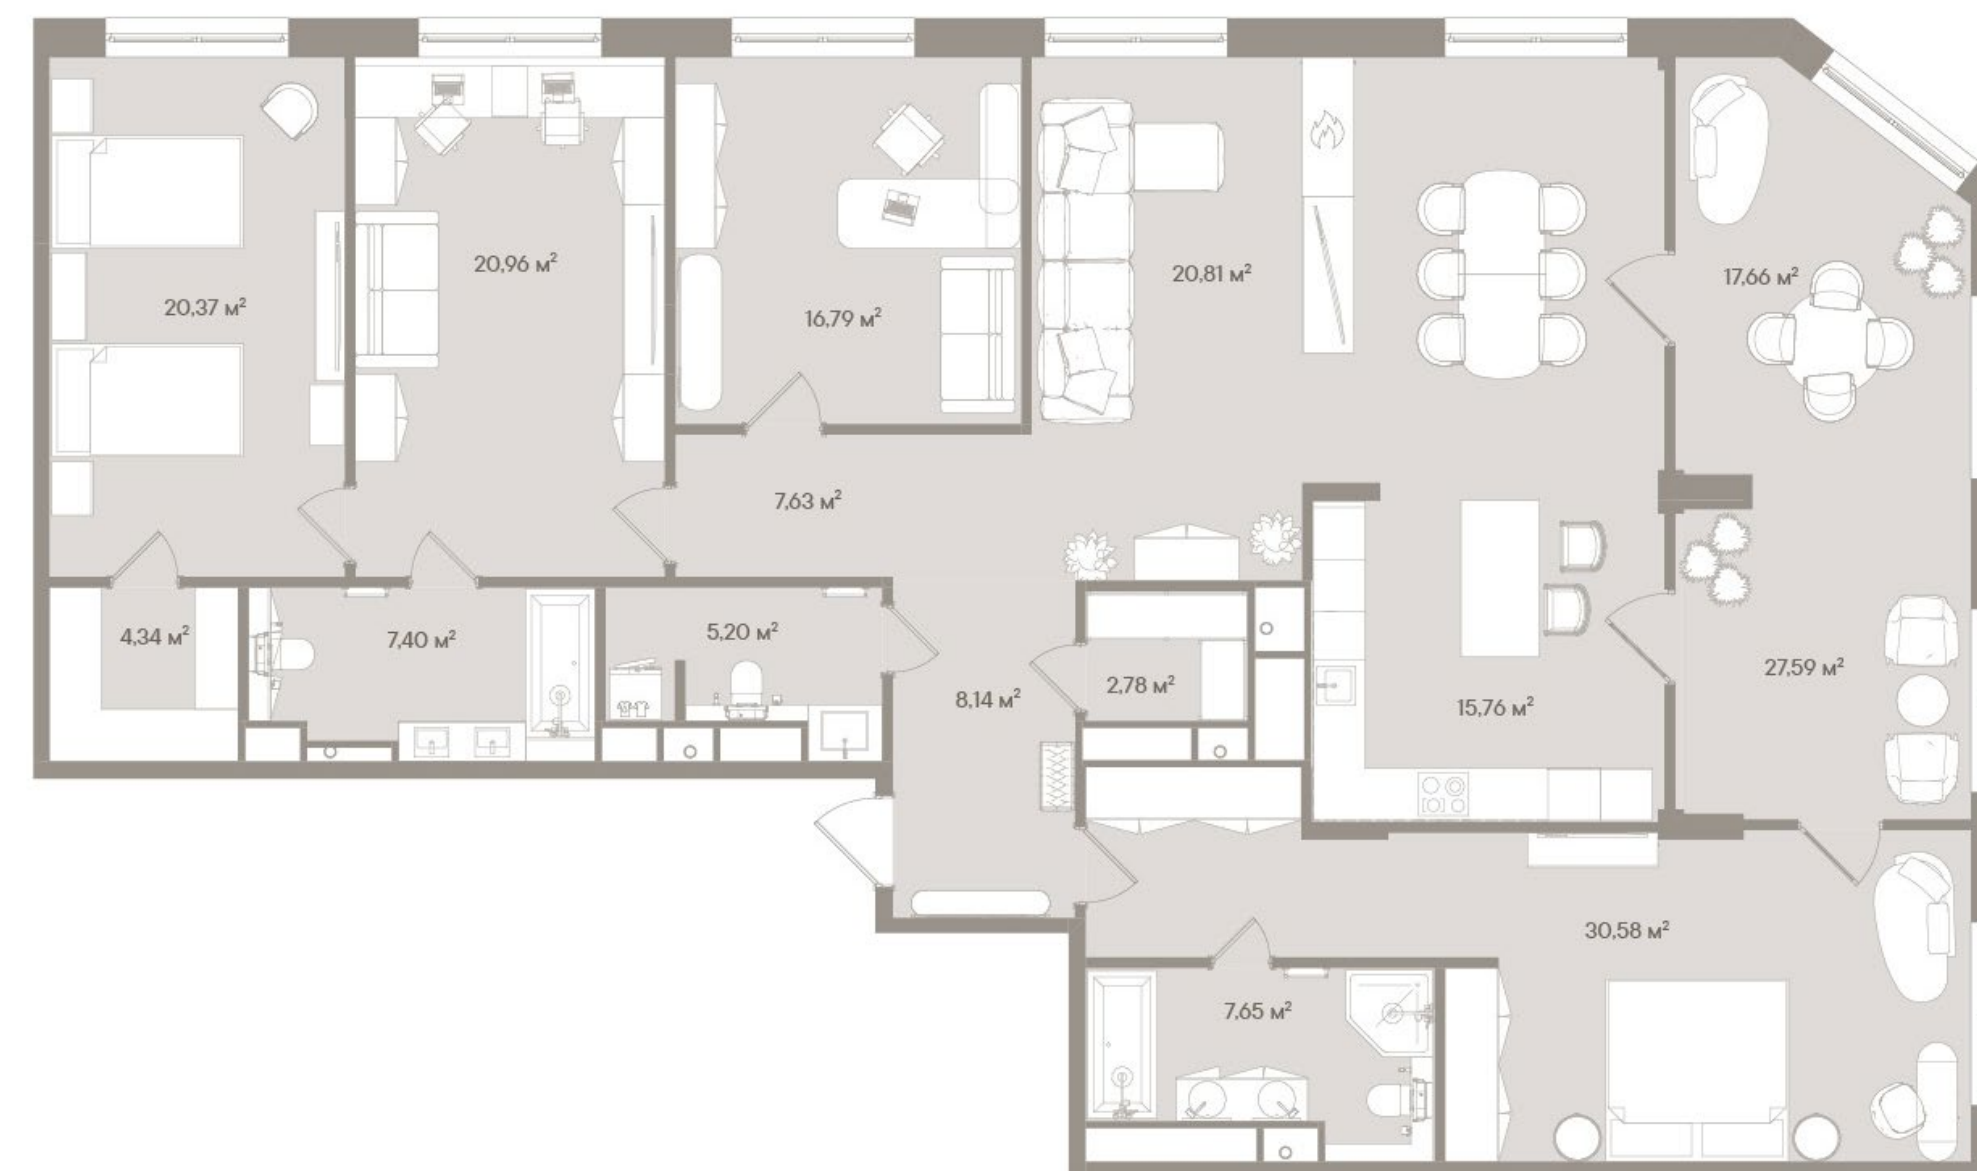 20,37 м²
20,96 м²
16,79 м²
20,81 м²
17,66 м²
7,63 м²
4,34 м²
7,40 м²
5,20 м²
8,14 м²
2,78 м²
15,76 м²
27,59 м²
30,58 м²
7,65 м²